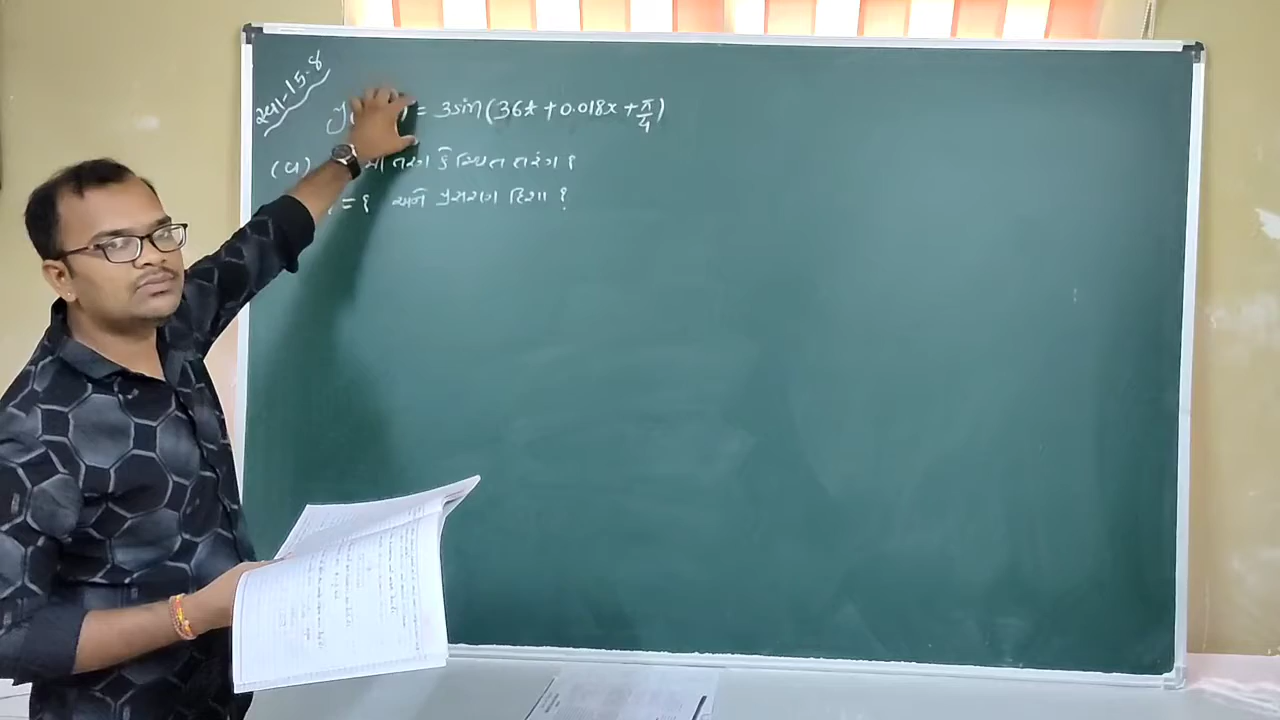 સ્વા-15.8
y = 3sin(36t + 0.018x + π/4)
(a) તરંગ કે સ્થિત તરંગ ?
= ? અને પ્રસરણ દિશા ?